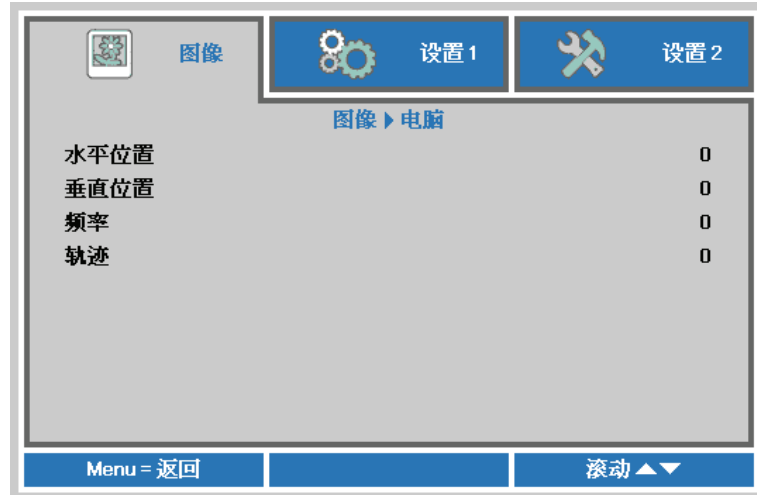 图像 设置1 设置2
图像▶电脑
水平位置 0
垂直位置 0
频率 0
轨迹 0
Menu = 返回 滚动▲▼